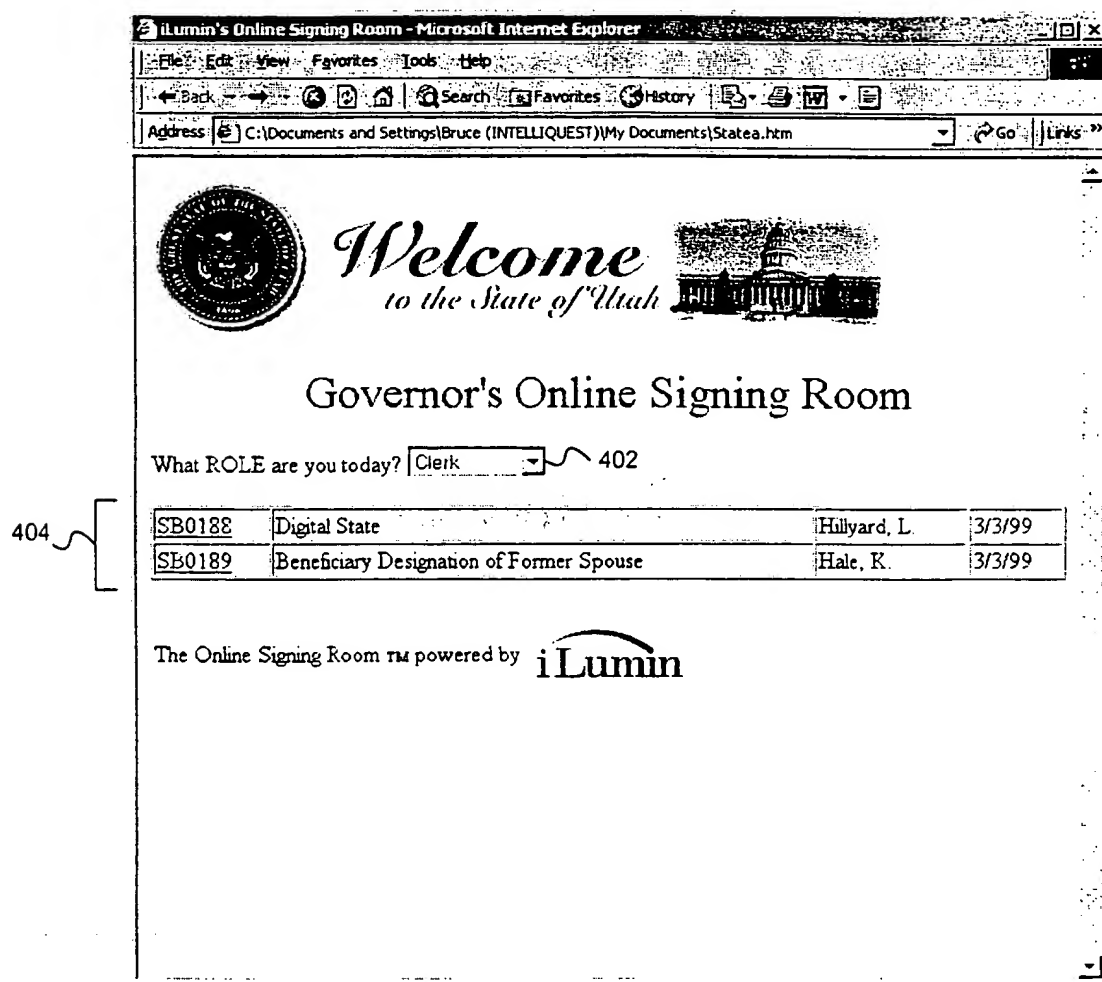 iLumin's Online Signing Room - Microsoft Internet Explorer
File Edit View Favorites Tools Help
Back Search Favorites History
Address C:\Documents and Settings\Bruce (INTELLIQUEST)\My Documents\Statea.htm Go Links »
Welcome
to the State of Utah
Governor's Online Signing Room
What ROLE are you today? Clerk 402
404
SB0188 Digital State Hillyard, L. 3/3/99
SB0189 Beneficiary Designation of Former Spouse Hale, K. 3/3/99
The Online Signing Room TM powered by iLumin